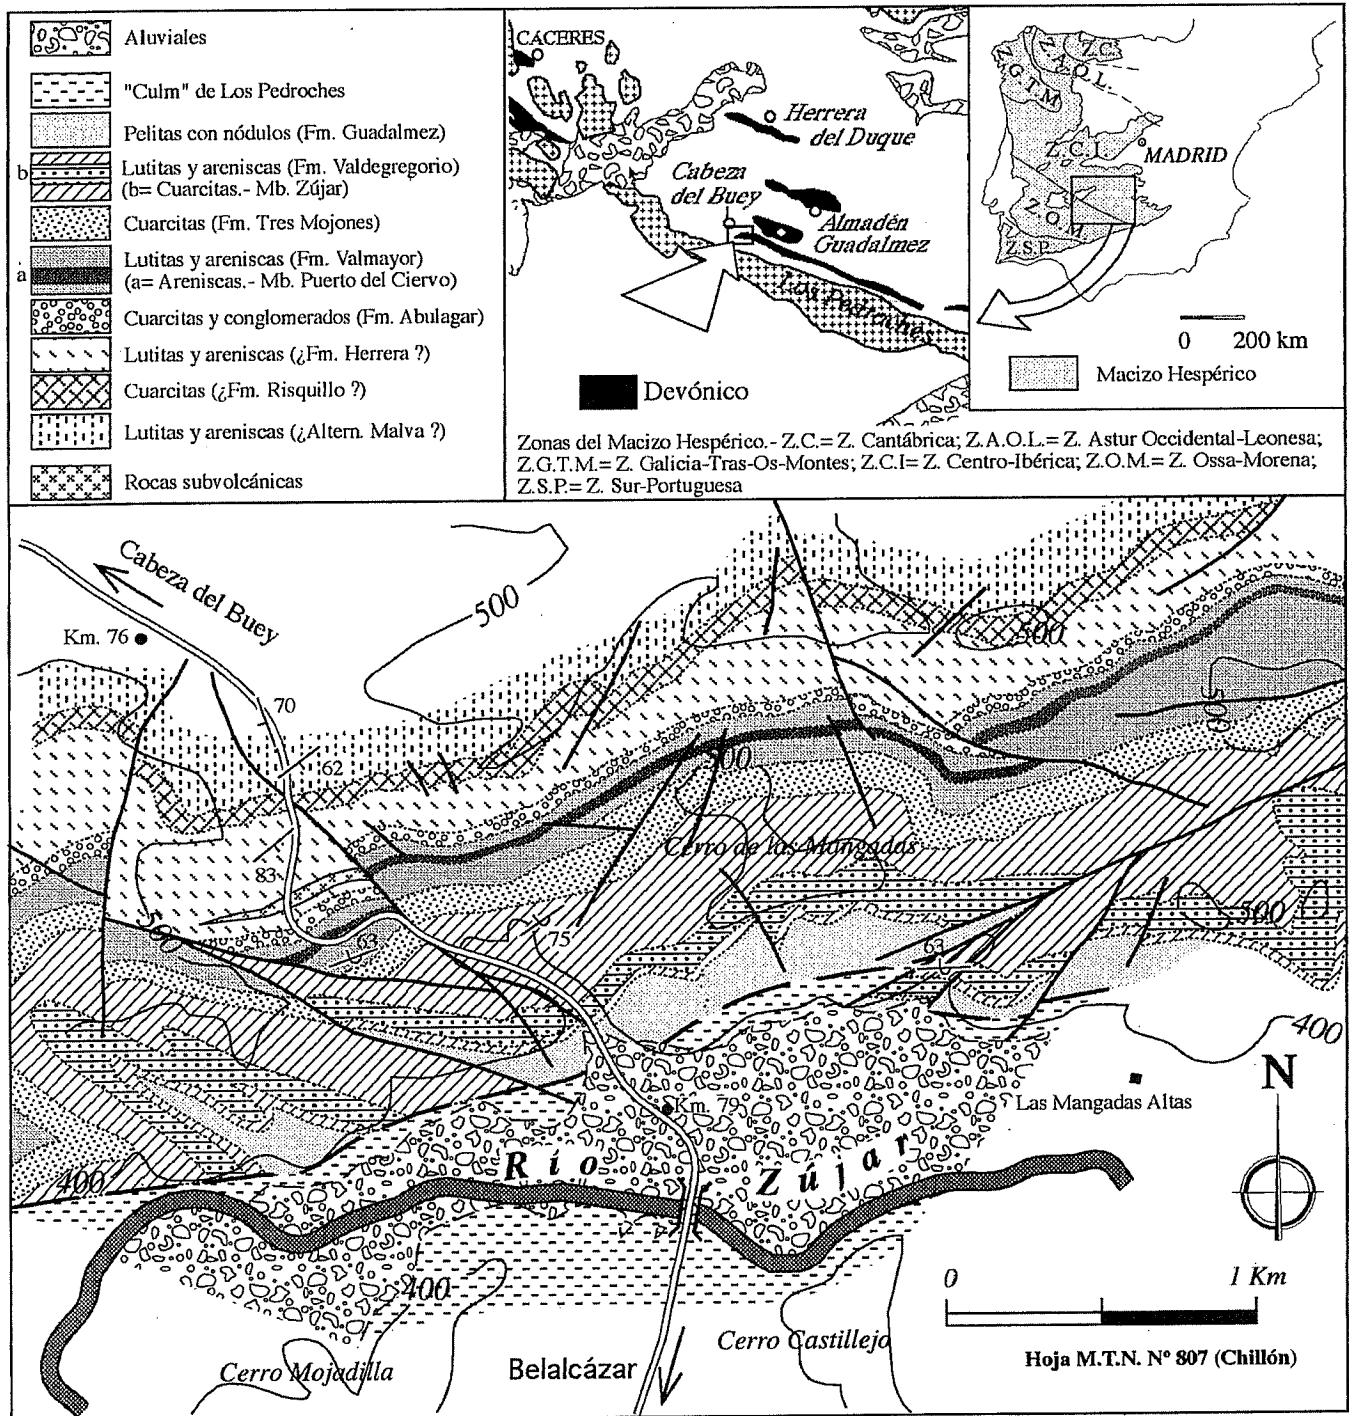 Aluviales
"Culm" de Los Pedroches
Pelitas con nódulos (Fm. Guadalmez)
b
Lutitas y areniscas (Fm. Valdegregorio)
(b= Cuarcitas.- Mb. Zújar)
Cuarcitas (Fm. Tres Mojones)
a
Lutitas y areniscas (Fm. Valmayor)
(a= Areniscas.- Mb. Puerto del Ciervo)
Cuarcitas y conglomerados (Fm. Abulagar)
Lutitas y areniscas (¿Fm. Herrera ?)
Cuarcitas (¿Fm. Risquillo ?)
Lutitas y areniscas (¿Altern. Malva ?)
Rocas subvolcánicas
CÁCERES
Herrera
del Duque
Cabeza
del Buey
Almadén
Guadalmez
Los Pedroches
Devónico
Z.C.
Z.A.O.L.
Z.G.T.M.
Z.C.I.
MADRID
Z.O.M.
Z.S.P.
0 200 km
Macizo Hespérico
Zonas del Macizo Hespérico.- Z.C.= Z. Cantábrica; Z.A.O.L.= Z. Astur Occidental-Leonesa;
Z.G.T.M.= Z. Galicia-Tras-Os-Montes; Z.C.I= Z. Centro-Ibérica; Z.O.M.= Z. Ossa-Morena;
Z.S.P.= Z. Sur-Portuguesa
Cabeza del Buey
Km. 76
500
500
70
500
62
500
Cerro de las Mangadas
83
500
500
63
75
63
400
Km. 79
Las Mangadas Altas
N
Río Zújar
400
400
0 1 Km
Cerro Castillejo
Cerro Mojadilla
Belalcázar
Hoja M.T.N. Nº 807 (Chillón)